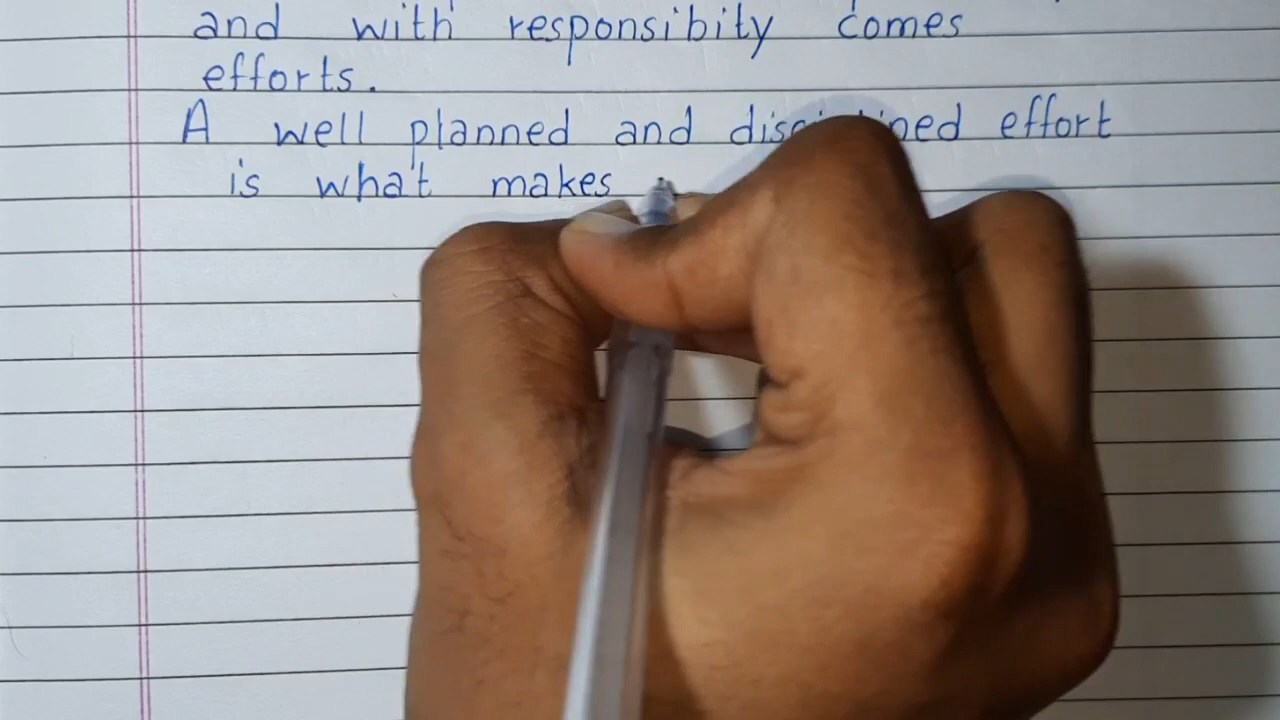 and with responsibity comes
efforts.
A well planned and effort
is what makes